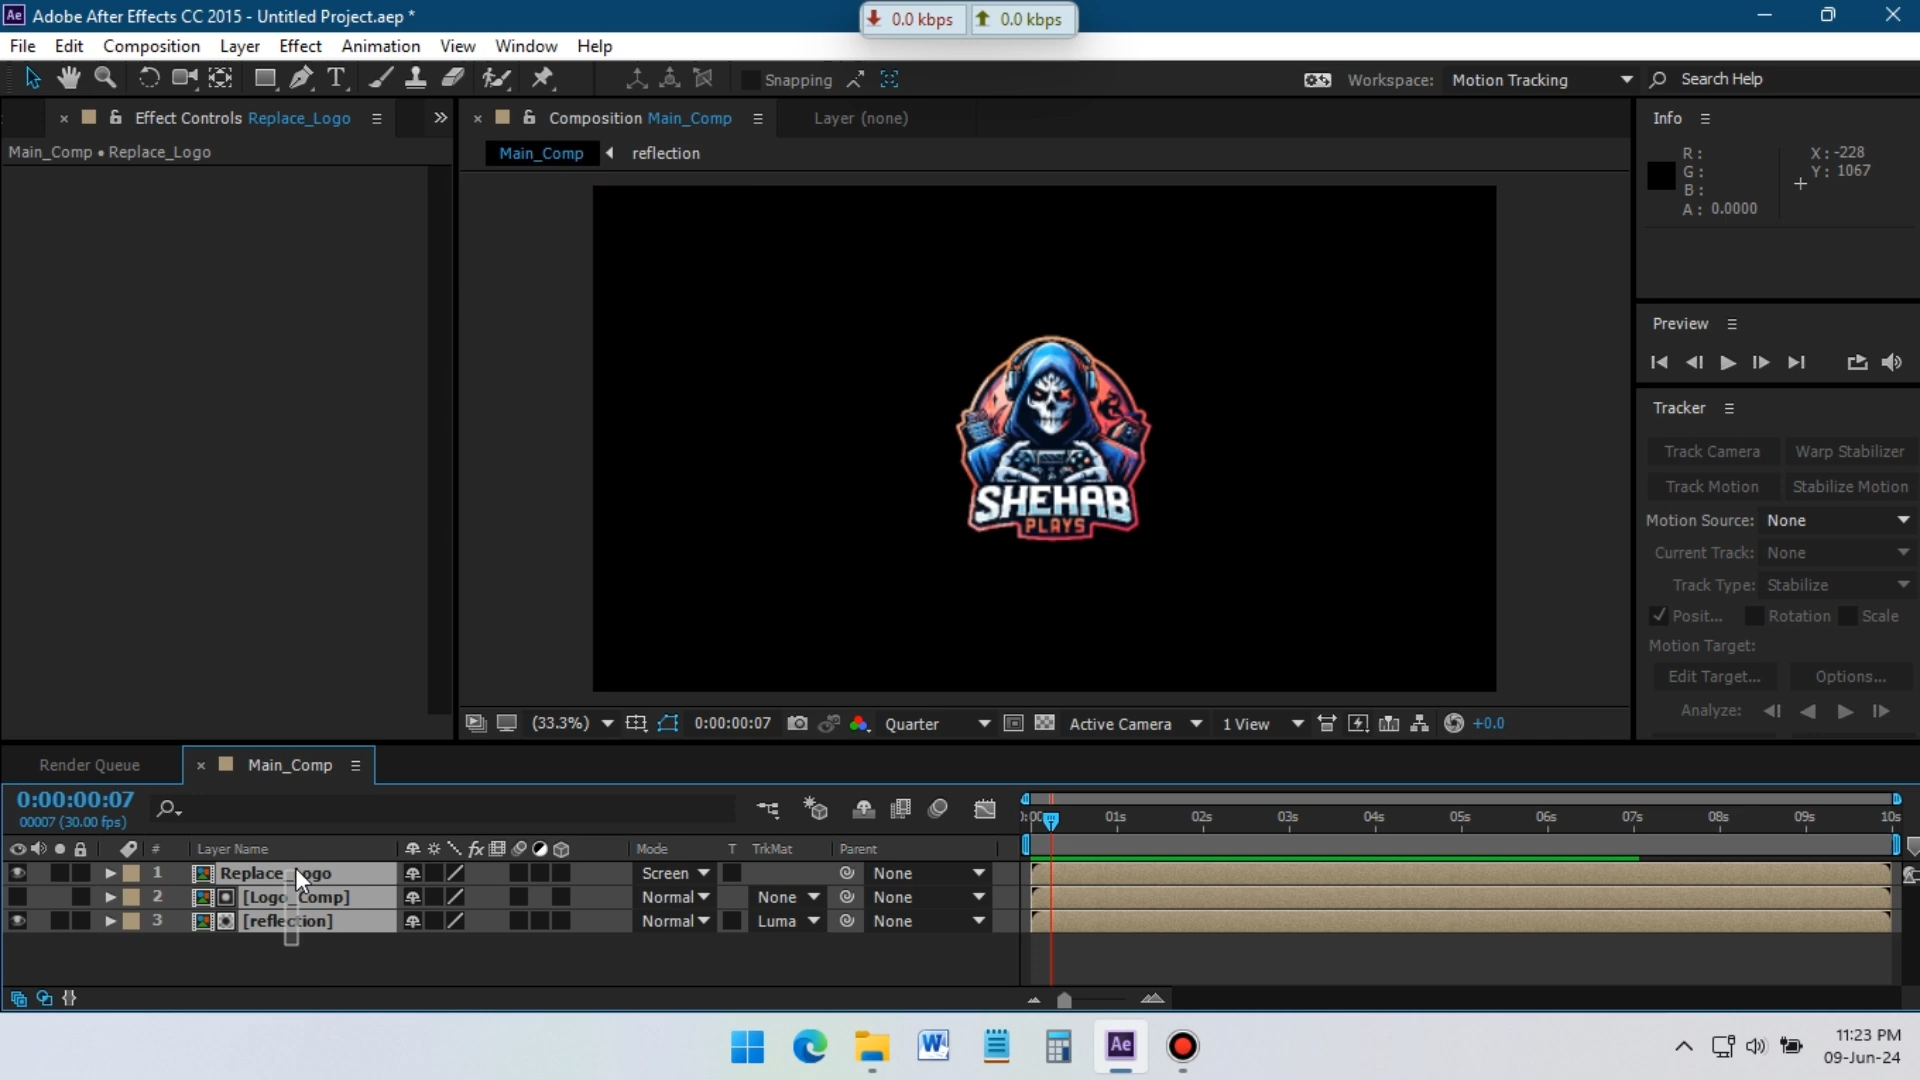 Ae Adobe After Effects CC 2015 - Untitled Project.aep *
0.0 kbps 0.0 kbps
File Edit Composition Layer Effect Animation View Window Help
Snapping
Workspace: Motion Tracking
Search Help
Effect Controls Replace_Logo
Main_Comp • Replace_Logo
Composition Main_Comp
Layer (none)
Main_Comp reflection
SHEHAB
PLAYS
(33.3%) 0:00:00:07 Quarter Active Camera 1 View +0.0
Info
R:
G:
B:
A: 0.0000
X: -228
Y: 1067
Preview
Tracker
Track Camera Warp Stabilizer
Track Motion Stabilize Motion
Motion Source: None
Current Track: None
Track Type: Stabilize
Posit... Rotation Scale
Motion Target:
Edit Target... Options...
Analyze:
Render Queue Main_Comp
0:00:00:07
00007 (30.00 fps)
# Layer Name Mode T TrkMat Parent
1 Replace_Logo Screen None
2 [Logo_Comp] Normal None None
3 [reflection] Normal Luma None
01s 02s 03s 04s 05s 06s 07s 08s 09s 10s
W Ae
11:23 PM
09-Jun-24